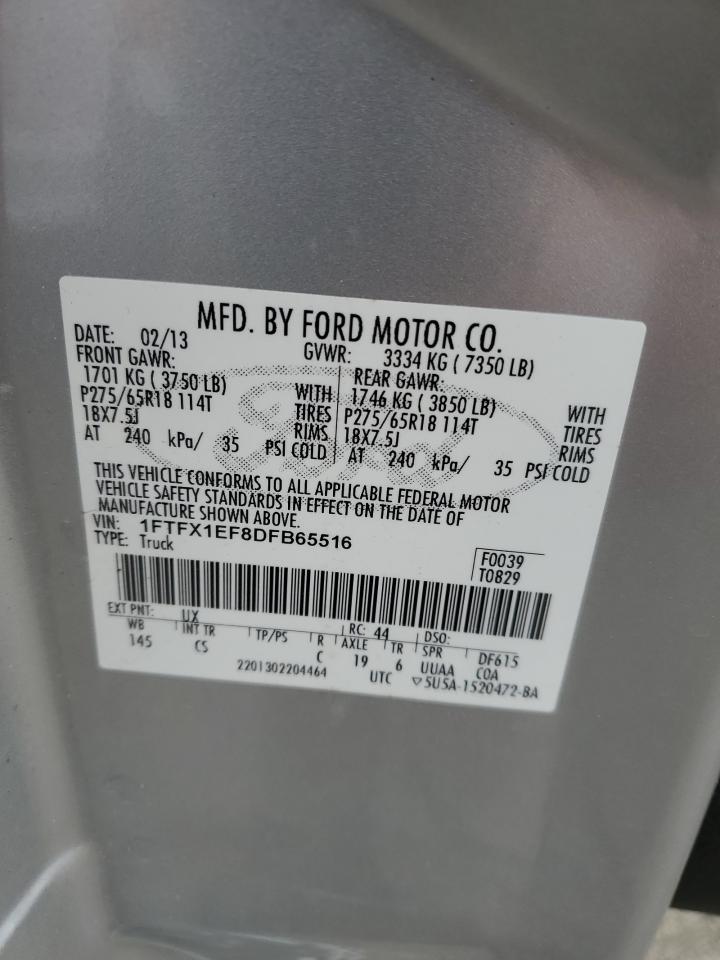 MFD. BY FORD MOTOR CO.
DATE: 02/13 GVWR: 3334 KG ( 7350 LB)
FRONT GAWR: REAR GAWR:
1701 KG ( 3750 LB) WITH 1746 KG ( 3850 LB) WITH
P275/65R18 114T TIRES P275/65R18 114T TIRES
18X7.5J RIMS 18X7.5J RIMS
AT 240 kPa/ 35 PSI COLD AT 240 kPa/ 35 PSI COLD
Ford
THIS VEHICLE CONFORMS TO ALL APPLICABLE FEDERAL MOTOR
VEHICLE SAFETY STANDARDS IN EFFECT ON THE DATE OF
MANUFACTURE SHOWN ABOVE.
VIN: 1FTFX1EF8DFB65516
TYPE: Truck
F0039
T0829
EXT PNT: UX RC: 44 DSO:
WB INT TR TP/PS R AXLE TR SPR DF615
145 CS C 19 6 UUAA COA
2201302204464 UTC ▽5U5A-1520472-BA